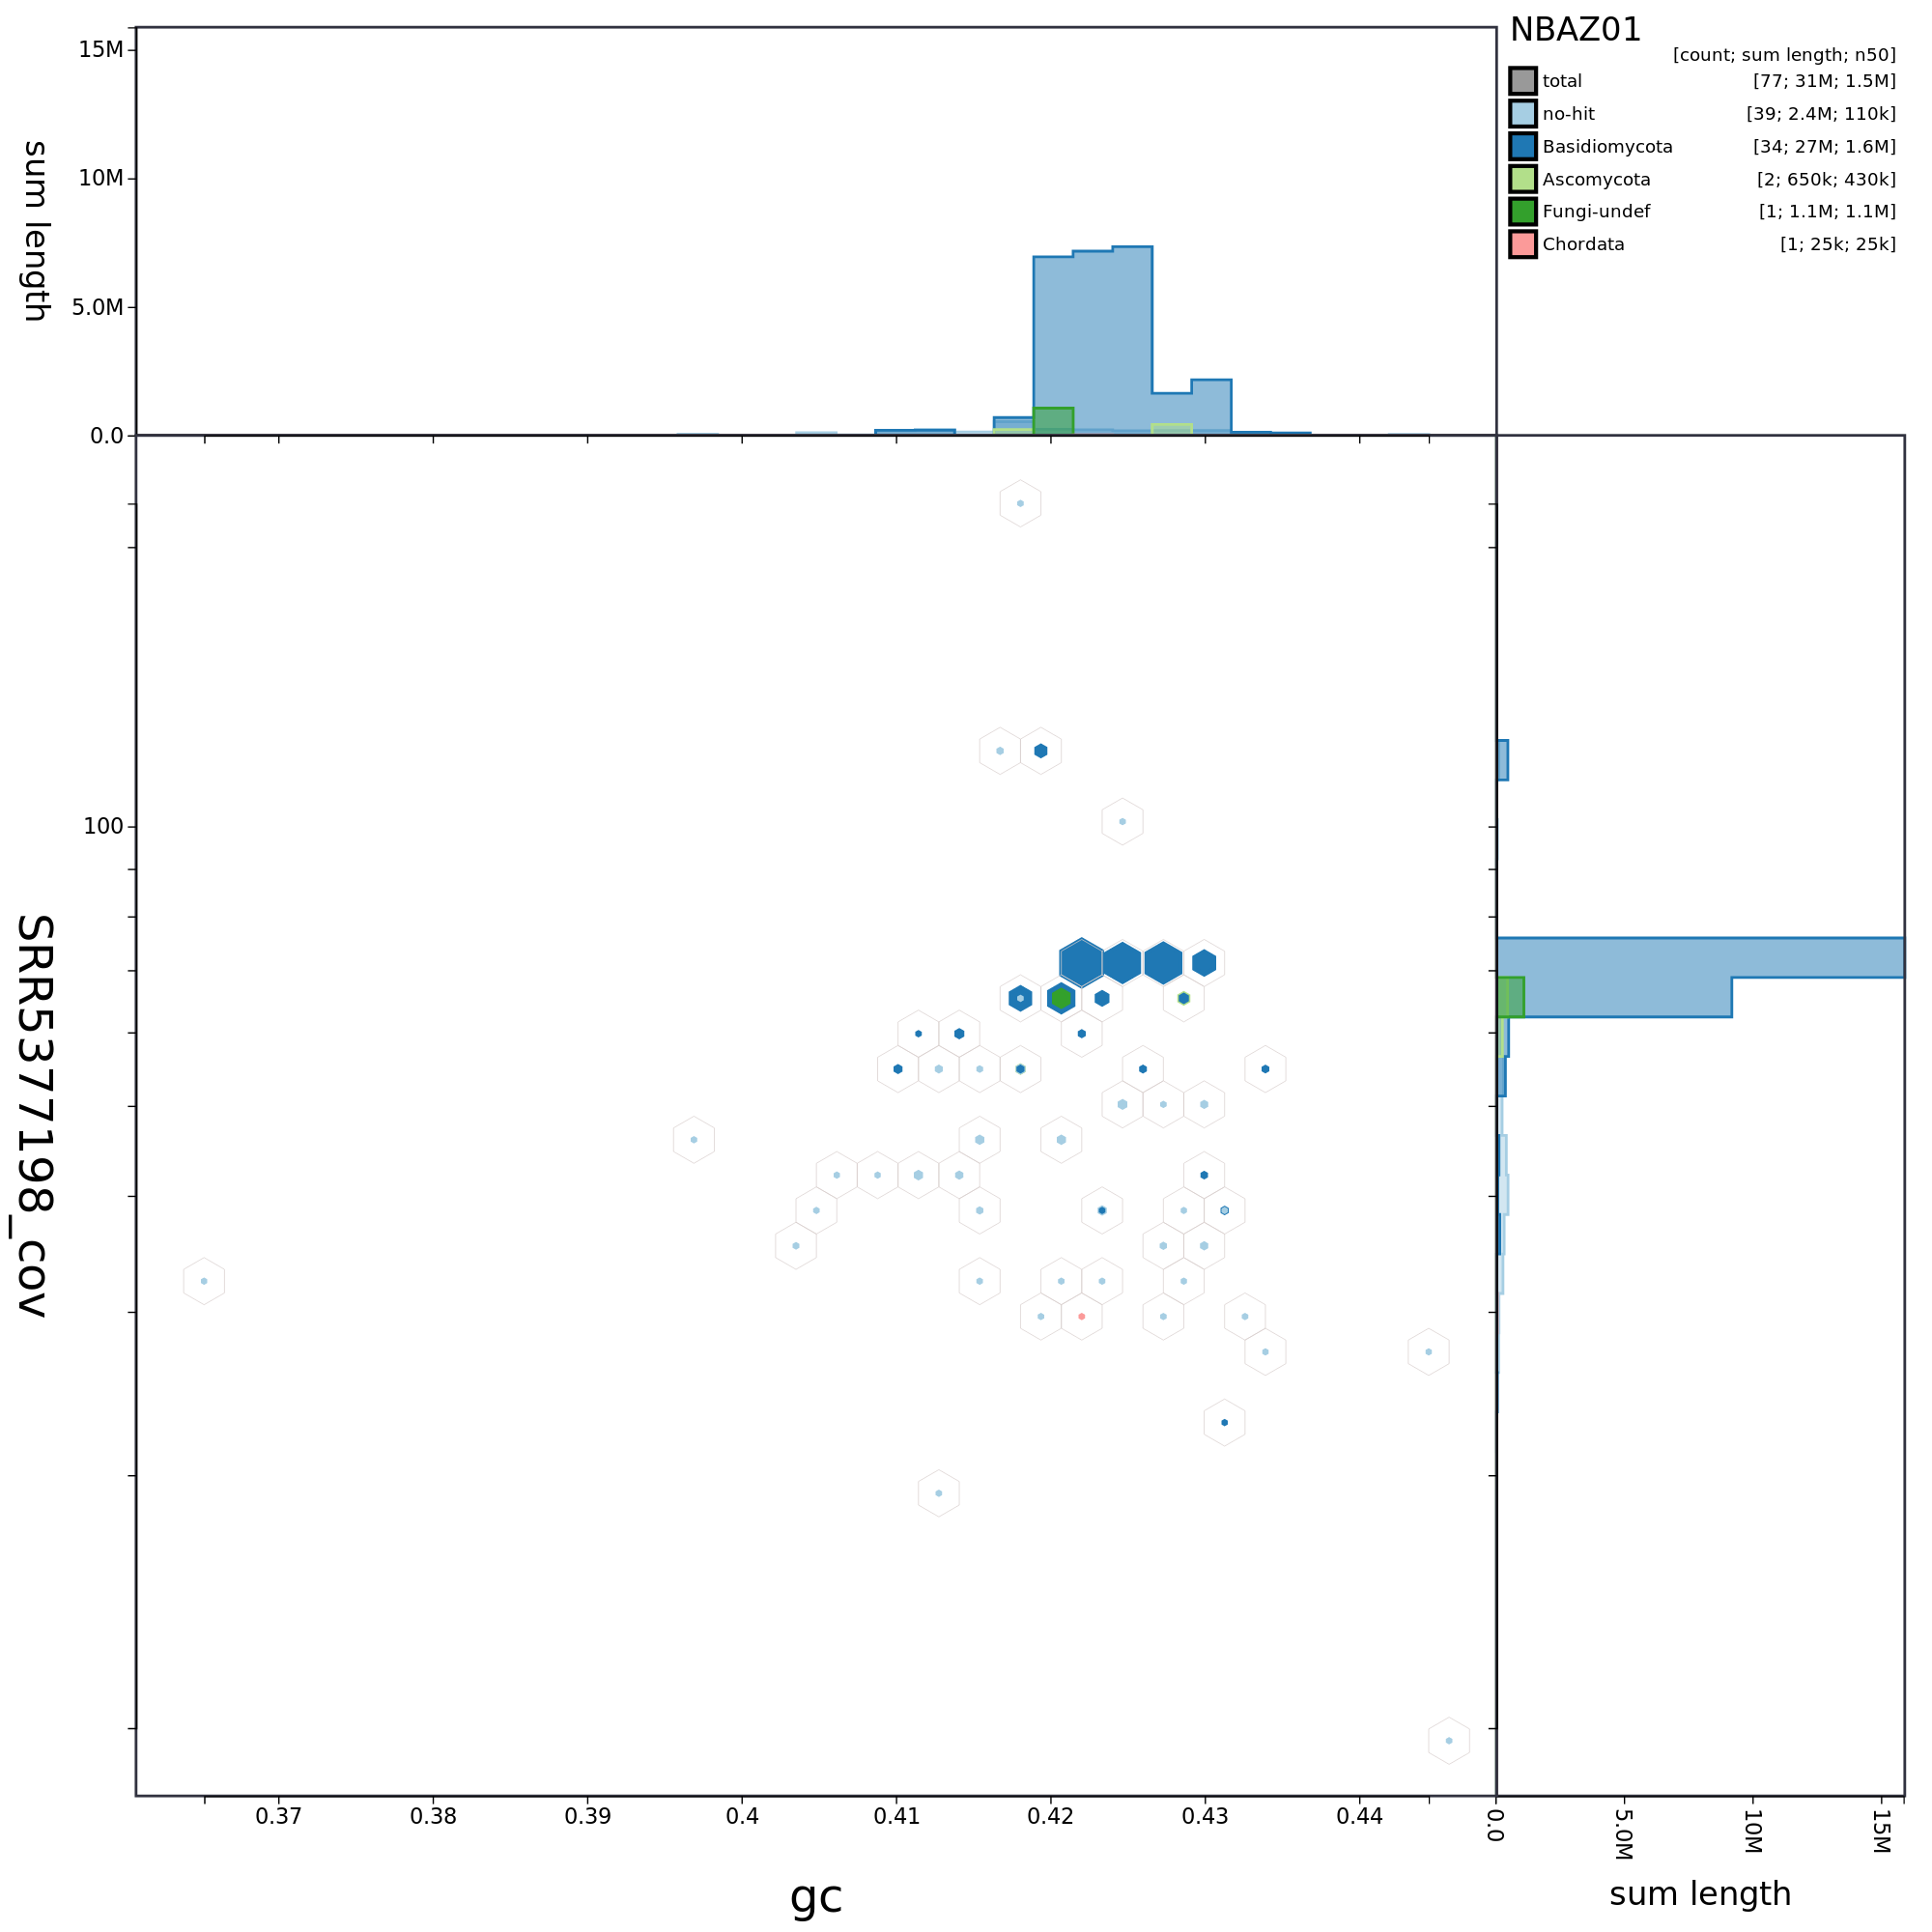 NBAZ01
[count; sum length; n50]
total [77; 31M; 1.5M]
no-hit [39; 2.4M; 110k]
Basidiomycota [34; 27M; 1.6M]
Ascomycota [2; 650k; 430k]
Fungi-undef [1; 1.1M; 1.1M]
Chordata [1; 25k; 25k]
sum length
15M
10M
5.0M
0.0
SRR5377198_cov
100
0.37 0.38 0.39 0.4 0.41 0.42 0.43 0.44
gc
0.0 5.0M 10M 15M
sum length